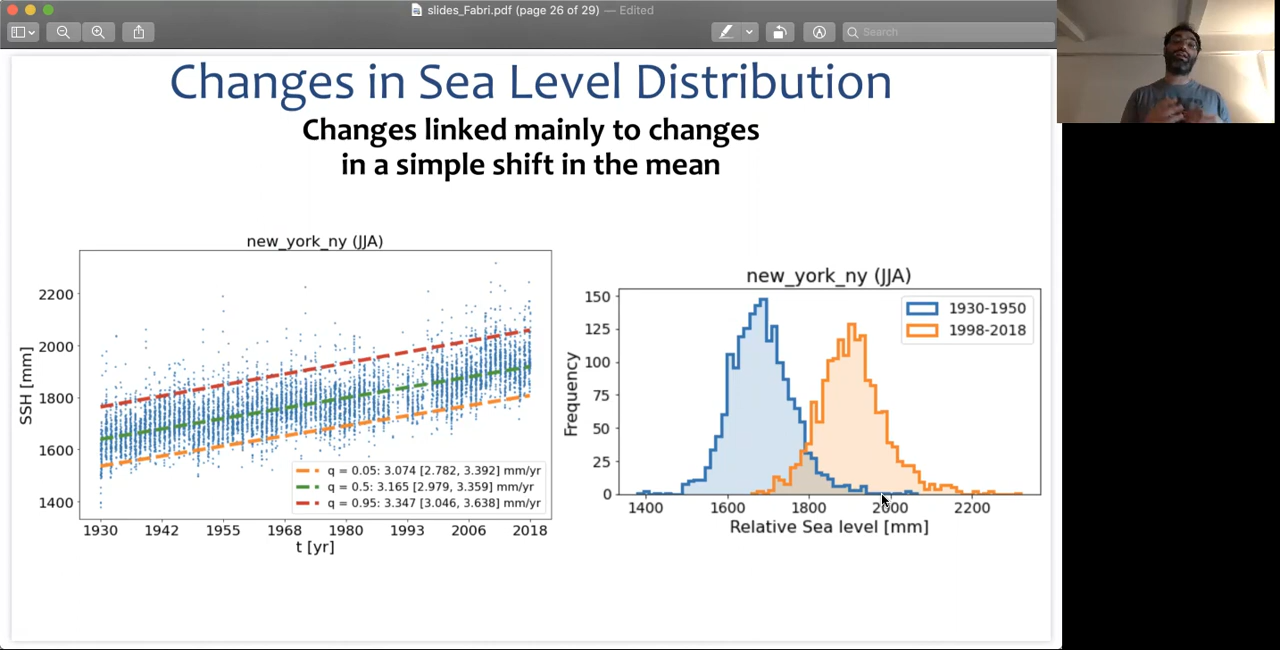 slides_Fabri.pdf (page 26 of 29) — Edited
Search
Changes in Sea Level Distribution
Changes linked mainly to changes
in a simple shift in the mean
new_york_ny (JJA)
SSH [mm]
2200
2000
1800
1600
1400
q = 0.05: 3.074 [2.782, 3.392] mm/yr
q = 0.5: 3.165 [2.979, 3.359] mm/yr
q = 0.95: 3.347 [3.046, 3.638] mm/yr
1930 1942 1955 1968 1980 1993 2006 2018
t [yr]
new_york_ny (JJA)
Frequency
150
125
100
75
50
25
0
1930-1950
1998-2018
1400 1600 1800 2000 2200
Relative Sea level [mm]